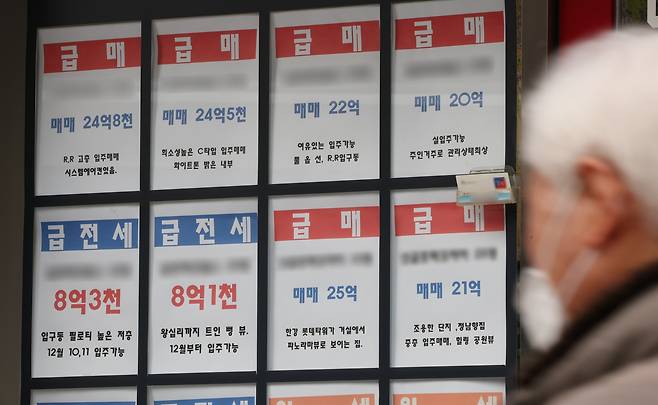 급 매
매매 24억8천
R.R 고층 입주매매
시스템에어컨있음.
급 매
매매 24억5천
희소성높은 C타입 입주매매
화이트톤 밝은 내부
급 매
매매 22억
여유있는 입주가능
풀 옵 션, R.R입구동
급 매
매매 20억
실입주가능
주인거주로 관리상태최상
급전세
8억3천
입구동 필로티 높은 저층
12월 10,11 입주가능
급전세
8억1천
왕십리까지 트인 뻥 뷰.
12월부터 입주가능
급 매
매매 25억
한강 롯데타워가 거실에서
파노라마뷰로 보이는 집.
급 매
매매 21억
조용한 단지 ,정남향집
중층 입주매매, 힐링 공원뷰
급전세
급전세